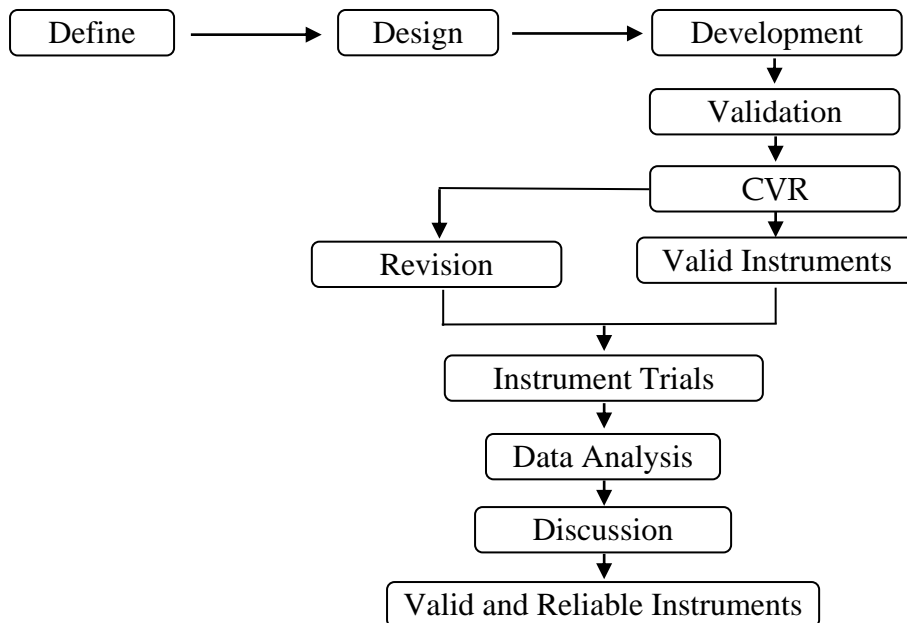 Define
Design
Development
Validation
CVR
Revision
Valid Instruments
Instrument Trials
Data Analysis
Discussion
Valid and Reliable Instruments